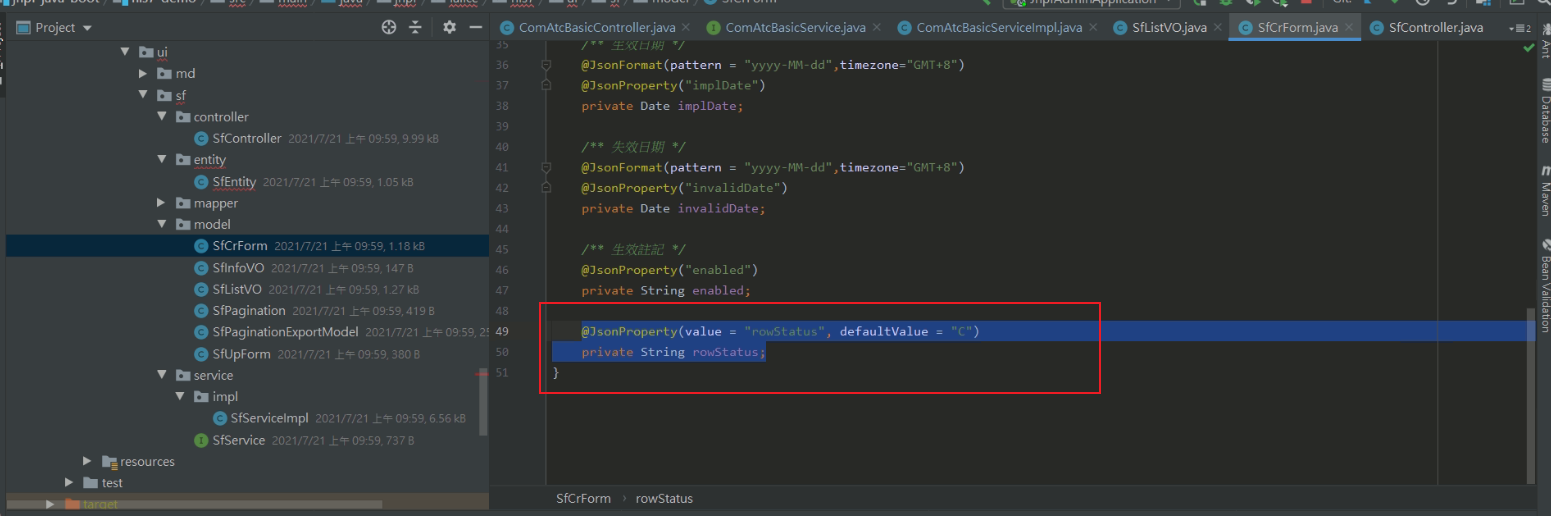 Project
ui
md
sf
controller
SfController 2021/7/21 上午 09:59, 9.99 kB
entity
SfEntity 2021/7/21 上午 09:59, 1.05 kB
mapper
model
SfCrForm 2021/7/21 上午 09:59, 1.18 kB
SfInfoVO 2021/7/21 上午 09:59, 147 B
SfListVO 2021/7/21 上午 09:59, 1.27 kB
SfPagination 2021/7/21 上午 09:59, 419 B
SfPaginationExportModel 2021/7/21 上午 09:59, 25
SfUpForm 2021/7/21 上午 09:59, 380 B
service
impl
SfServiceImpl 2021/7/21 上午 09:59, 6.56 kB
SfService 2021/7/21 上午 09:59, 737 B
resources
test
target
ComAtcBasicController.java ComAtcBasicService.java ComAtcBasicServiceImpl.java SfListVO.java SfCrForm.java SfController.java
35 /** 生效日期 */
36 @JsonFormat(pattern = "yyyy-MM-dd",timezone="GMT+8")
37 @JsonProperty("implDate")
38 private Date implDate;
39
40 /** 失效日期 */
41 @JsonFormat(pattern = "yyyy-MM-dd",timezone="GMT+8")
42 @JsonProperty("invalidDate")
43 private Date invalidDate;
44
45 /** 生效註記 */
46 @JsonProperty("enabled")
47 private String enabled;
48
49 @JsonProperty(value = "rowStatus", defaultValue = "C")
50 private String rowStatus;
51 }
SfCrForm › rowStatus
Ant
Database
Maven
Bean Validation